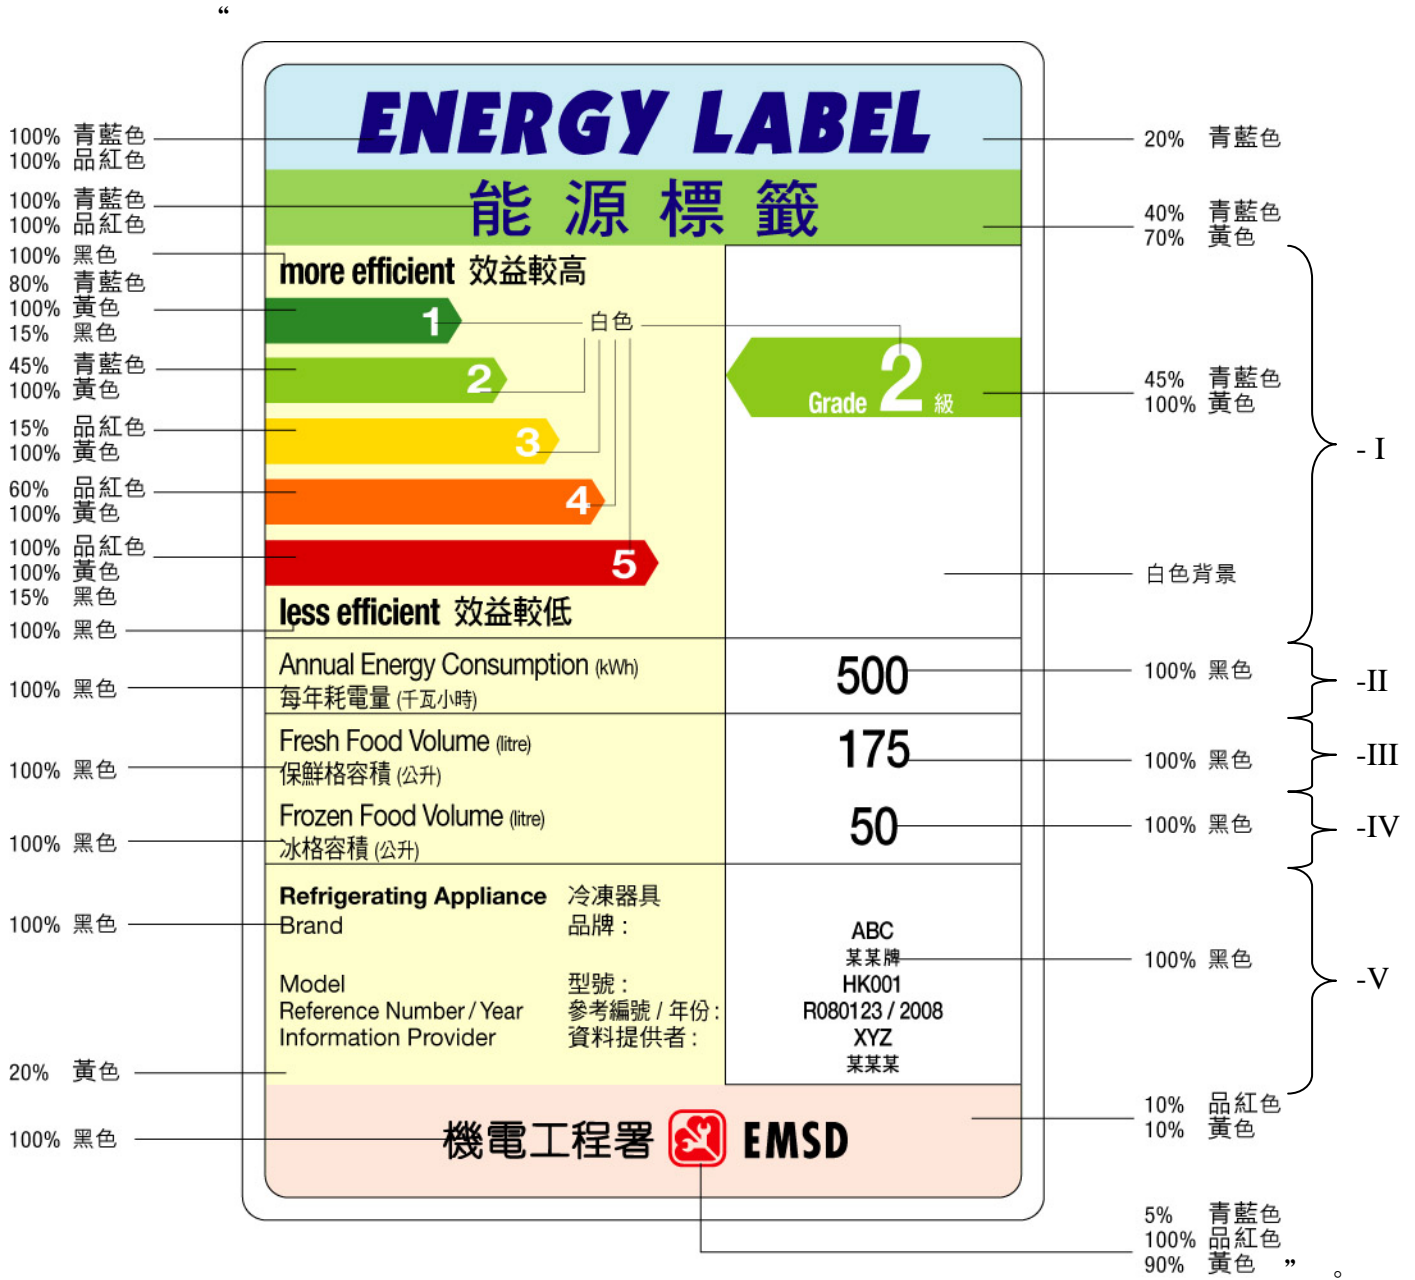 “
ENERGY LABEL
能源標籤
more efficient 效益較高
1
2
3
4
5
白色
Grade 2 級
less efficient 效益較低
Annual Energy Consumption (kWh)
每年耗電量 (千瓦小時)
500
Fresh Food Volume (litre)
保鮮格容積 (公升)
175
Frozen Food Volume (litre)
冰格容積 (公升)
50
Refrigerating Appliance 冷凍器具
Brand 品牌 :
ABC
某某牌
Model 型號 :
HK001
Reference Number / Year 參考編號 / 年份 :
R080123 / 2008
Information Provider 資料提供者 :
XYZ
某某某
機電工程署 EMSD
100% 青藍色
100% 品紅色
100% 青藍色
100% 品紅色
100% 黑色
80% 青藍色
100% 黃色
15% 黑色
45% 青藍色
100% 黃色
15% 品紅色
100% 黃色
60% 品紅色
100% 黃色
100% 品紅色
100% 黃色
15% 黑色
100% 黑色
100% 黑色
100% 黑色
100% 黑色
100% 黑色
20% 黃色
100% 黑色
20% 青藍色
40% 青藍色
70% 黃色
45% 青藍色
100% 黃色
白色背景
100% 黑色
100% 黑色
100% 黑色
100% 黑色
10% 品紅色
10% 黃色
5% 青藍色
100% 品紅色
90% 黃色 ” 。
- I
-II
-III
-IV
-V